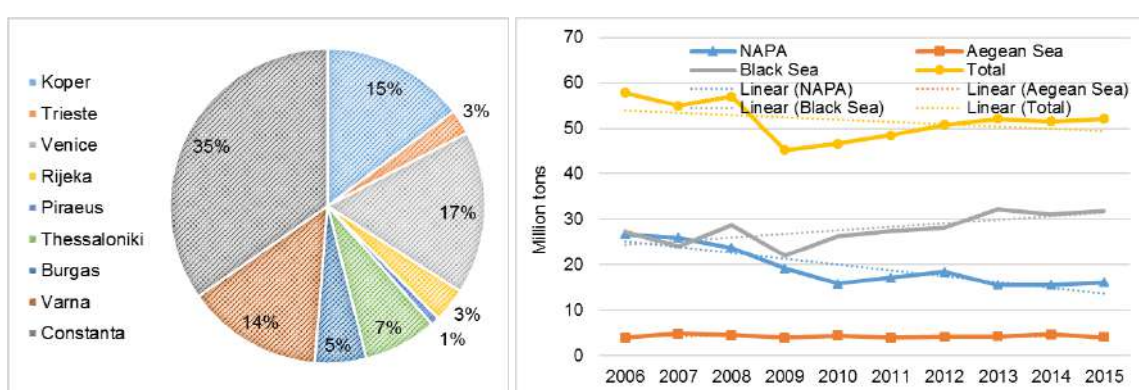 Koper
Trieste
Venice
Rijeka
Piraeus
Thessaloniki
Burgas
Varna
Constanta
15%
3%
17%
3%
1%
7%
5%
14%
35%
70
60
50
40
30
20
10
0
Million tons
NAPA
Aegean Sea
Black Sea
Total
Linear (NAPA)
Linear (Aegean Sea)
Linear (Black Sea)
Linear (Total)
2006 2007 2008 2009 2010 2011 2012 2013 2014 2015